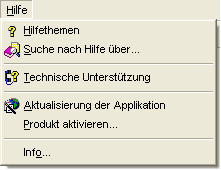 Hilfe
Hilfethemen
Suche nach Hilfe über...
Technische Unterstützung
Aktualisierung der Applikation
Produkt aktivieren...
Info...